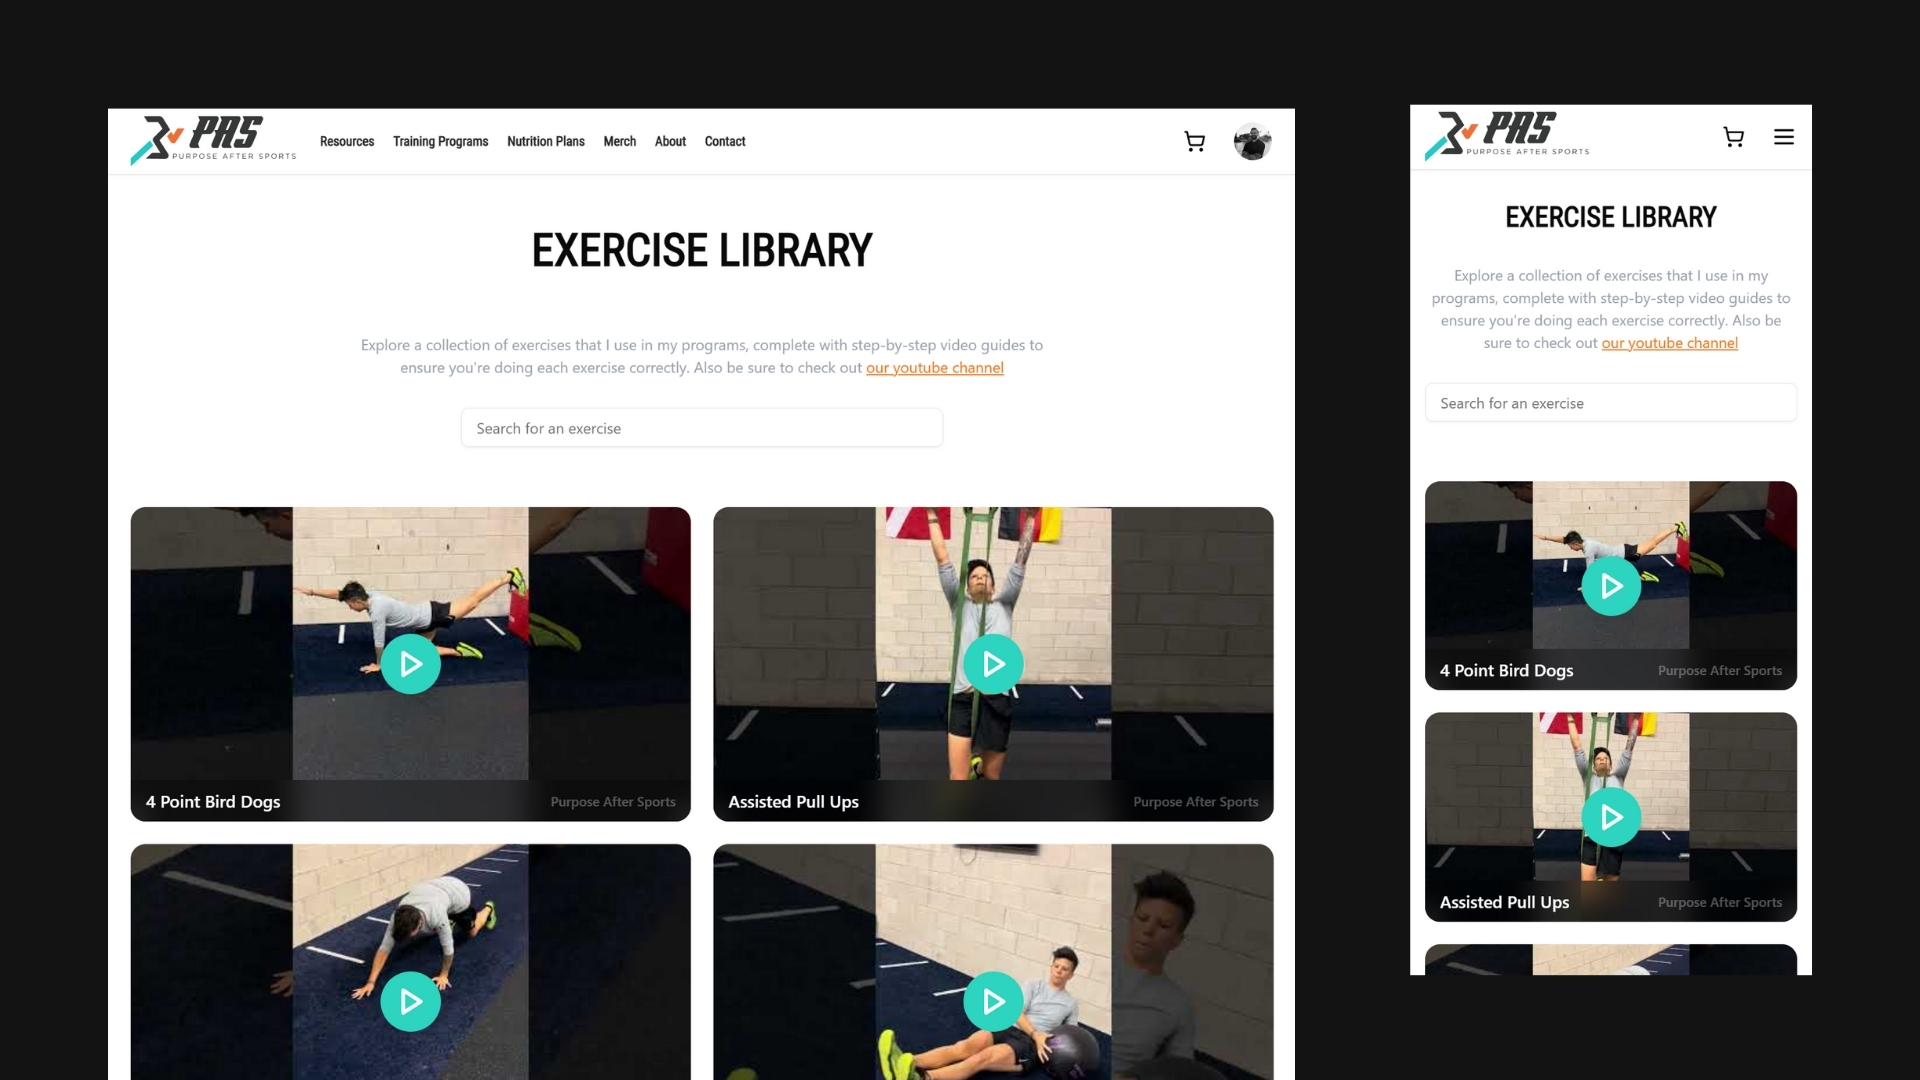 PAS
PURPOSE AFTER SPORTS
Resources Training Programs Nutrition Plans Merch About Contact
EXERCISE LIBRARY
Explore a collection of exercises that I use in my programs, complete with step-by-step video guides to
ensure you're doing each exercise correctly. Also be sure to check out our youtube channel
Search for an exercise
4 Point Bird Dogs Purpose After Sports
Assisted Pull Ups Purpose After Sports
PAS
PURPOSE AFTER SPORTS
EXERCISE LIBRARY
Explore a collection of exercises that I use in my
programs, complete with step-by-step video guides to
ensure you're doing each exercise correctly. Also be
sure to check out our youtube channel
Search for an exercise
4 Point Bird Dogs Purpose After Sports
Assisted Pull Ups Purpose After Sports